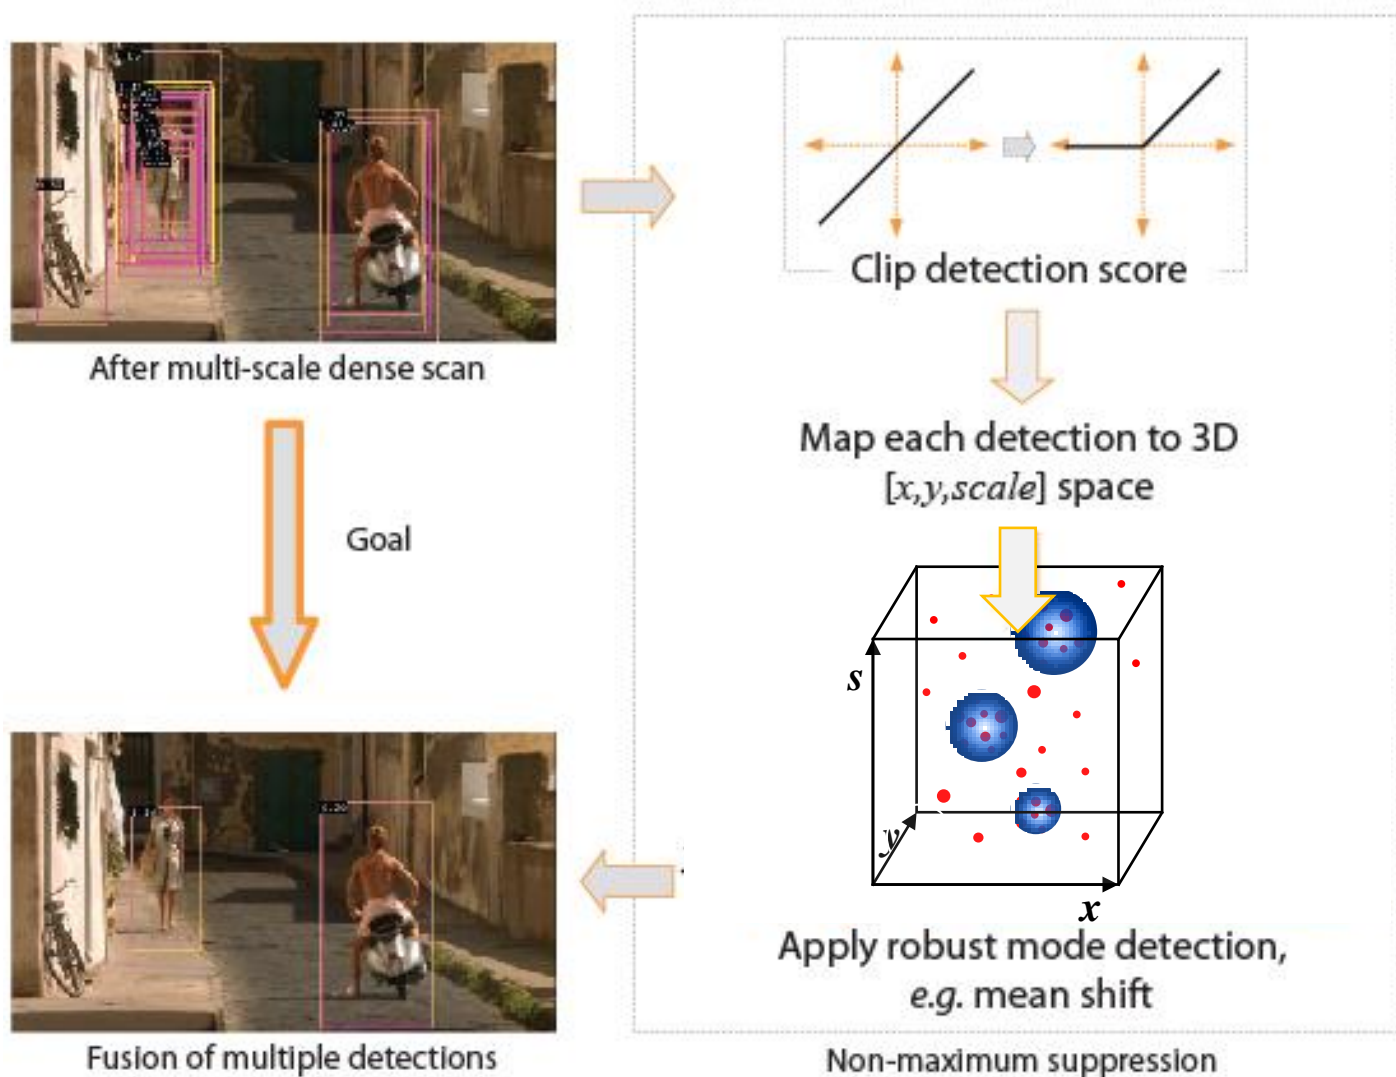 After multi-scale dense scan
Goal
Fusion of multiple detections
Clip detection score
Map each detection to 3D
[x,y,scale] space
s
y
x
Apply robust mode detection,
e.g. mean shift
Non-maximum suppression